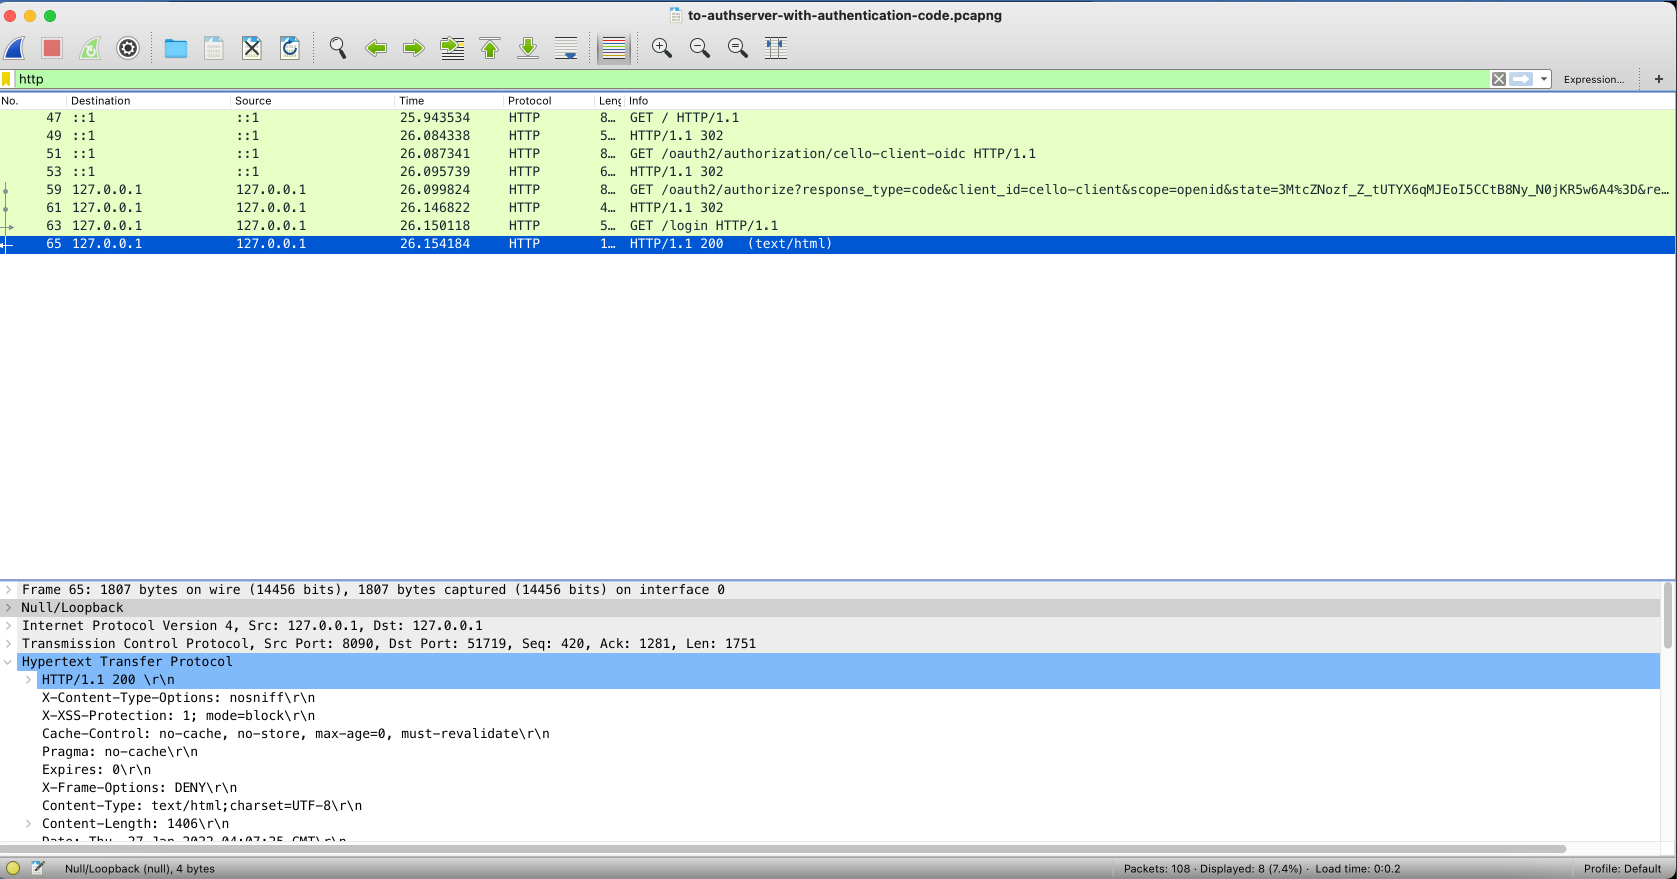 to-authserver-with-authentication-code.pcapng
http
Expression...
+
No. Destination Source Time Protocol Leng Info
47 ::1 ::1 25.943534 HTTP 8… GET / HTTP/1.1
49 ::1 ::1 26.084338 HTTP 5… HTTP/1.1 302
51 ::1 ::1 26.087341 HTTP 8… GET /oauth2/authorization/cello-client-oidc HTTP/1.1
53 ::1 ::1 26.095739 HTTP 6… HTTP/1.1 302
59 127.0.0.1 127.0.0.1 26.099824 HTTP 8… GET /oauth2/authorize?response_type=code&client_id=cello-client&scope=openid&state=3MtcZNozf_Z_tUTYX6qMJEoI5CCtB8Ny_N0jKR5w6A4%3D&re…
61 127.0.0.1 127.0.0.1 26.146822 HTTP 4… HTTP/1.1 302
63 127.0.0.1 127.0.0.1 26.150118 HTTP 5… GET /login HTTP/1.1
65 127.0.0.1 127.0.0.1 26.154184 HTTP 1… HTTP/1.1 200 (text/html)
Frame 65: 1807 bytes on wire (14456 bits), 1807 bytes captured (14456 bits) on interface 0
Null/Loopback
Internet Protocol Version 4, Src: 127.0.0.1, Dst: 127.0.0.1
Transmission Control Protocol, Src Port: 8090, Dst Port: 51719, Seq: 420, Ack: 1281, Len: 1751
Hypertext Transfer Protocol
HTTP/1.1 200 \r\n
X-Content-Type-Options: nosniff\r\n
X-XSS-Protection: 1; mode=block\r\n
Cache-Control: no-cache, no-store, max-age=0, must-revalidate\r\n
Pragma: no-cache\r\n
Expires: 0\r\n
X-Frame-Options: DENY\r\n
Content-Type: text/html;charset=UTF-8\r\n
Content-Length: 1406\r\n
Date: Thu, 27 Jan 2022 04:07:25 GMT\r\n
Null/Loopback (null), 4 bytes
Packets: 108 · Displayed: 8 (7.4%) · Load time: 0:0.2
Profile: Default